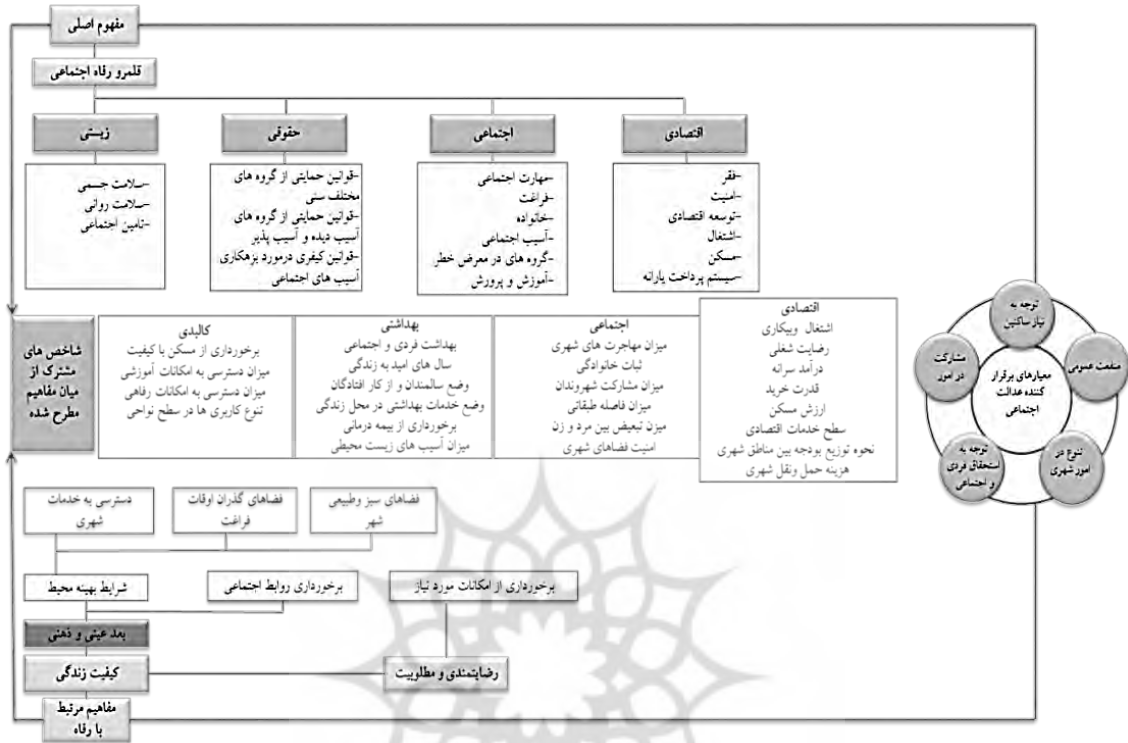 مفهوم اصلی
قلمرو رفاه اجتماعی
اقتصادی
-فقر
-امنیت
-توسعه اقتصادی
-اشتغال
-مسکن
-سیستم پرداخت یارانه
اجتماعی
-مهارت اجتماعی
-فراغت
-خانواده
-آسیب اجتماعی
-گروه های در معرض خطر
-آموزش و پرورش
حقوقی
-قوانین حمایتی از گروه های
مختلف سنی
-قوانین حمایتی از گروه های
آسیب دیده و آسیب پذیر
-قوانین کیفری درمورد بزهکاری
آسیب های اجتماعی
زیستی
-سلامت جسمی
-سلامت روانی
-تامین اجتماعی
شاخص های
مشترک از
میان مفاهیم
مطرح شده
اقتصادی
اشتغال وبیکاری
رضایت شغلی
درآمد سرانه
قدرت خرید
ارزش مسکن
سطح خدمات اقتصادی
نحوه توزیع بودجه بین مناطق شهری
هزینه حمل ونقل شهری
اجتماعی
میزان مهاجرت های شهری
ثبات خانوادگی
میزان مشارکت شهروندان
میزان فاصله طبقاتی
میزن تبعیض بین مرد و زن
امنیت فضاهای شهری
بهداشتی
بهداشت فردی و اجتماعی
سال های امید به زندگی
وضع سالمندان و از کار افتادگان
وضع خدمات بهداشتی در محل زندگی
برخورداری از بیمه درمانی
میزان آسیب های زیست محیطی
کالبدی
برخورداری از مسکن با کیفیت
میزان دسترسی به امکانات آموزشی
میزان دسترسی به امکانات رفاهی
تنوع کاربری ها در سطح نواحی
توجه به
نیاز ساکنین
منفعت عمومی
تنوع در
امور شهری
توجه به
استحقاق فردی
و اجتماعی
مشارکت
در امور
معیارهای برقرار
کننده عدالت
اجتماعی
فضاهای سبز وطبیعی
شهر
فضاهای گذران اوقات
فراغت
دسترسی به خدمات
شهری
برخورداری از امکانات مورد نیاز
برخورداری روابط اجتماعی
شرایط بهینه محیط
بعد عینی و ذهنی
رضایتمندی و مطلوبیت
کیفیت زندگی
مفاهیم مرتبط
با رفاه